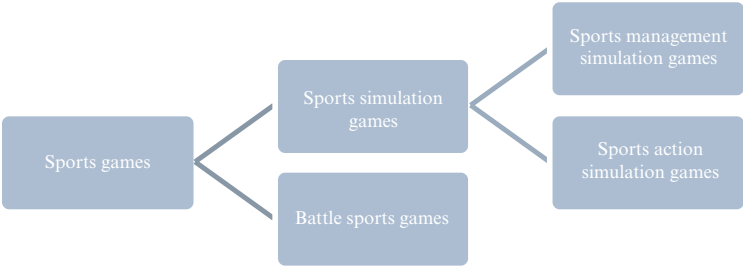 Sports games
Sports simulation
games
Battle sports games
Sports management
simulation games
Sports action
simulation games